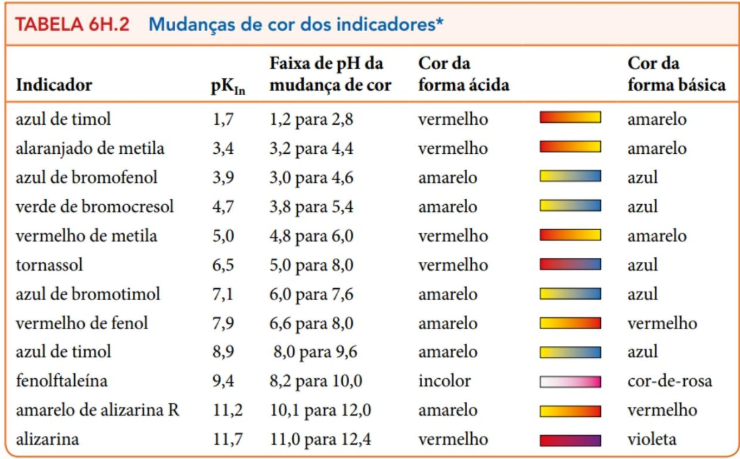 TABELA 6H.2 Mudanças de cor dos indicadores*
Indicador pK_In Faixa de pH da mudança de cor Cor da forma ácida Cor da forma básica
azul de timol 1,7 1,2 para 2,8 vermelho amarelo
alaranjado de metila 3,4 3,2 para 4,4 vermelho amarelo
azul de bromofenol 3,9 3,0 para 4,6 amarelo azul
verde de bromocresol 4,7 3,8 para 5,4 amarelo azul
vermelho de metila 5,0 4,8 para 6,0 vermelho amarelo
tornassol 6,5 5,0 para 8,0 vermelho azul
azul de bromotimol 7,1 6,0 para 7,6 amarelo azul
vermelho de fenol 7,9 6,6 para 8,0 amarelo vermelho
azul de timol 8,9 8,0 para 9,6 amarelo azul
fenolftaleína 9,4 8,2 para 10,0 incolor cor-de-rosa
amarelo de alizarina R 11,2 10,1 para 12,0 amarelo vermelho
alizarina 11,7 11,0 para 12,4 vermelho violeta